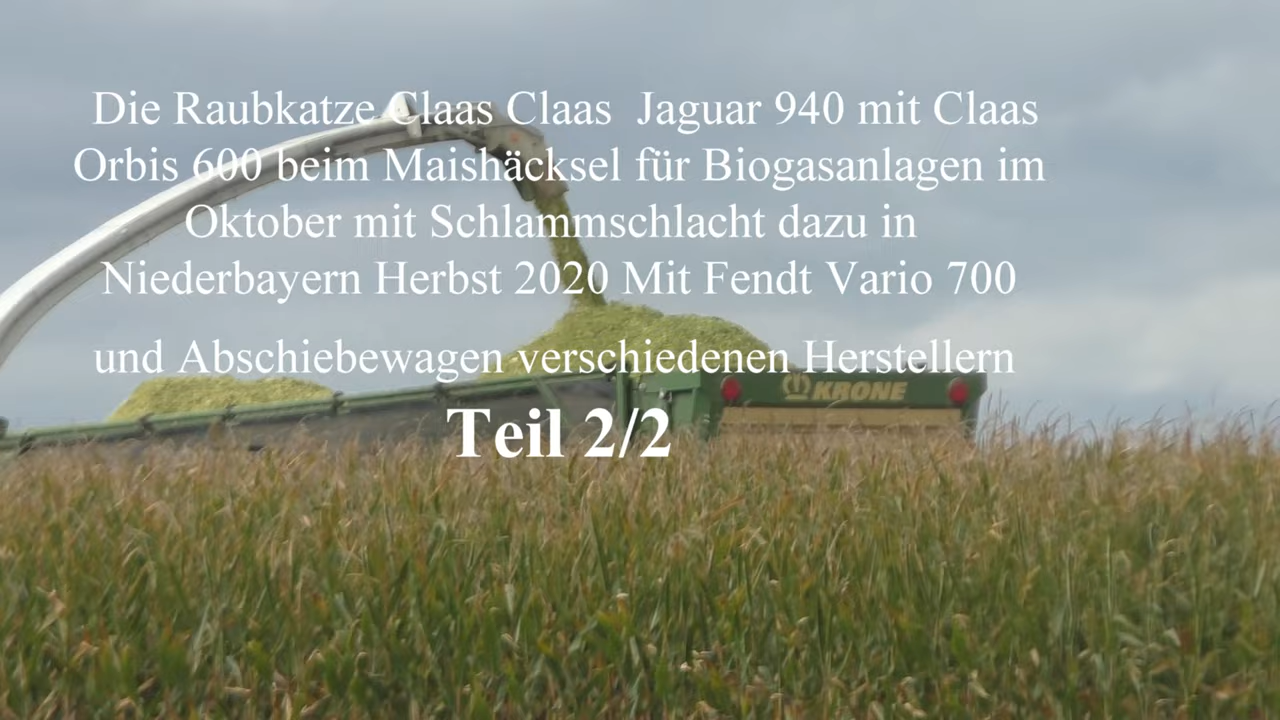 Die Raubkatze Claas Claas  Jaguar 940 mit Claas
Orbis 600 beim Maishäcksel für Biogasanlagen im
Oktober mit Schlammschlacht dazu in
Niederbayern Herbst 2020 Mit Fendt Vario 700
und Abschiebewagen verschiedenen Herstellern
KRONE
Teil 2/2